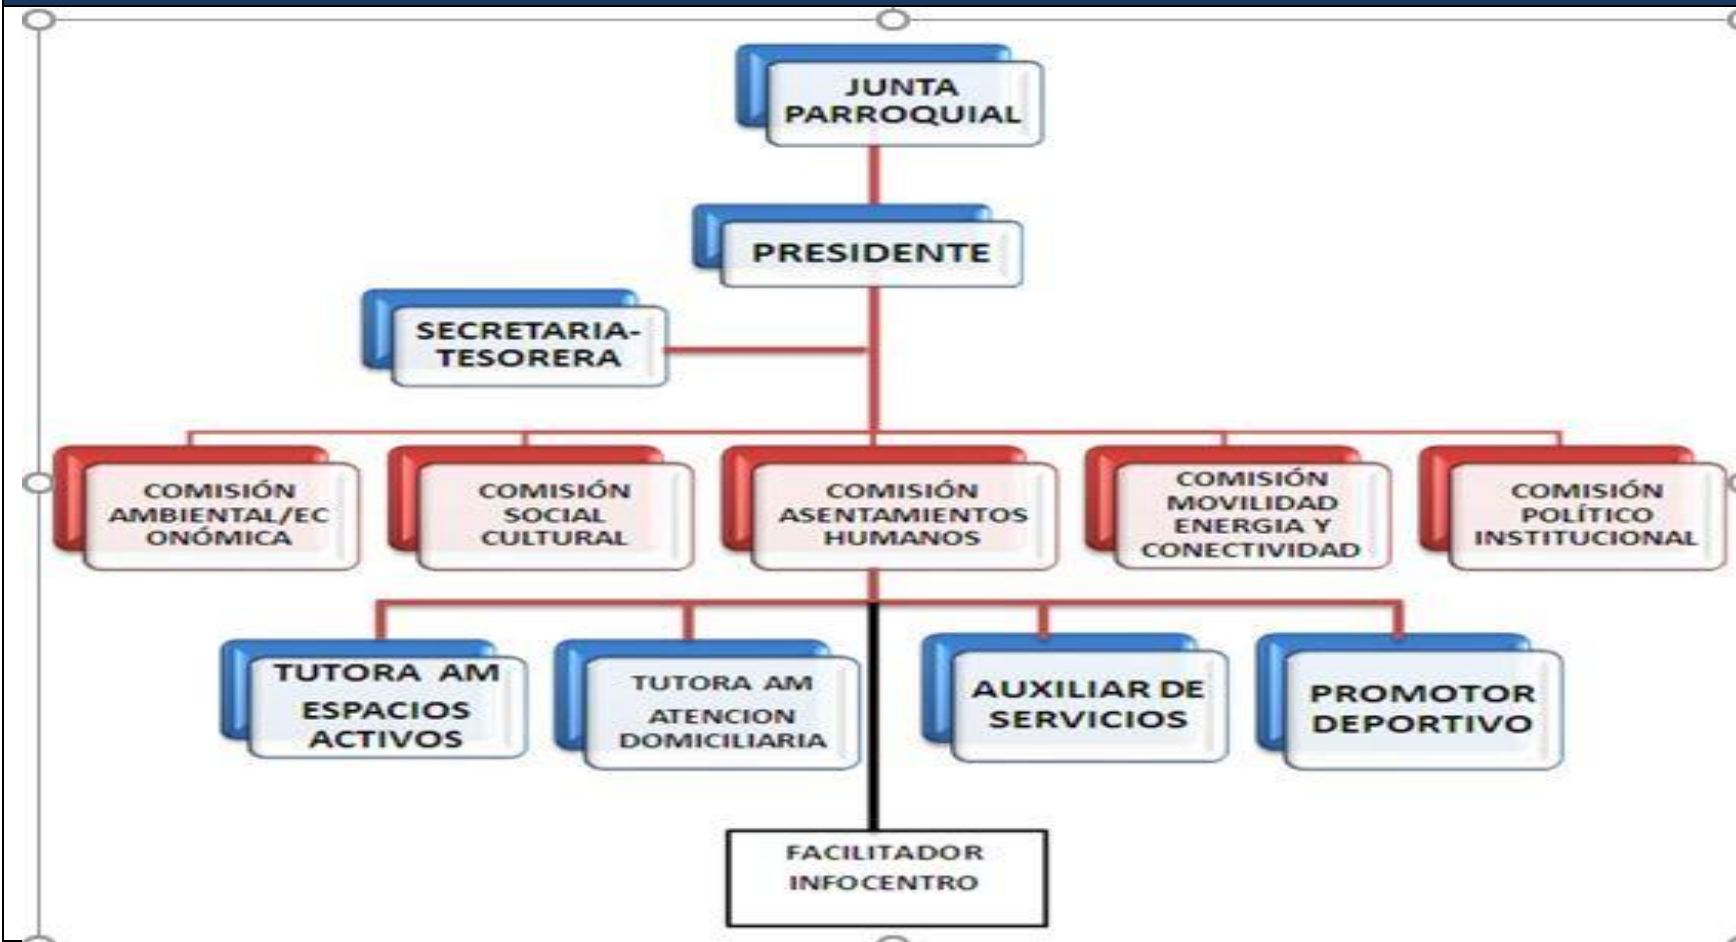 JUNTA
PARROQUIAL
PRESIDENTE
SECRETARIA-
TESORERA
COMISIÓN
AMBIENTAL/EC
ONÓMICA
COMISIÓN
SOCIAL
CULTURAL
COMISIÓN
ASENTAMIENTOS
HUMANOS
COMISIÓN
MOVILIDAD
ENERGIA Y
CONECTIVIDAD
COMISIÓN
POLÍTICO
INSTITUCIONAL
TUTORA AM
ESPACIOS
ACTIVOS
TUTORA AM
ATENCION
DOMICILIARIA
AUXILIAR DE
SERVICIOS
PROMOTOR
DEPORTIVO
FACILITADOR
INFOCENTRO